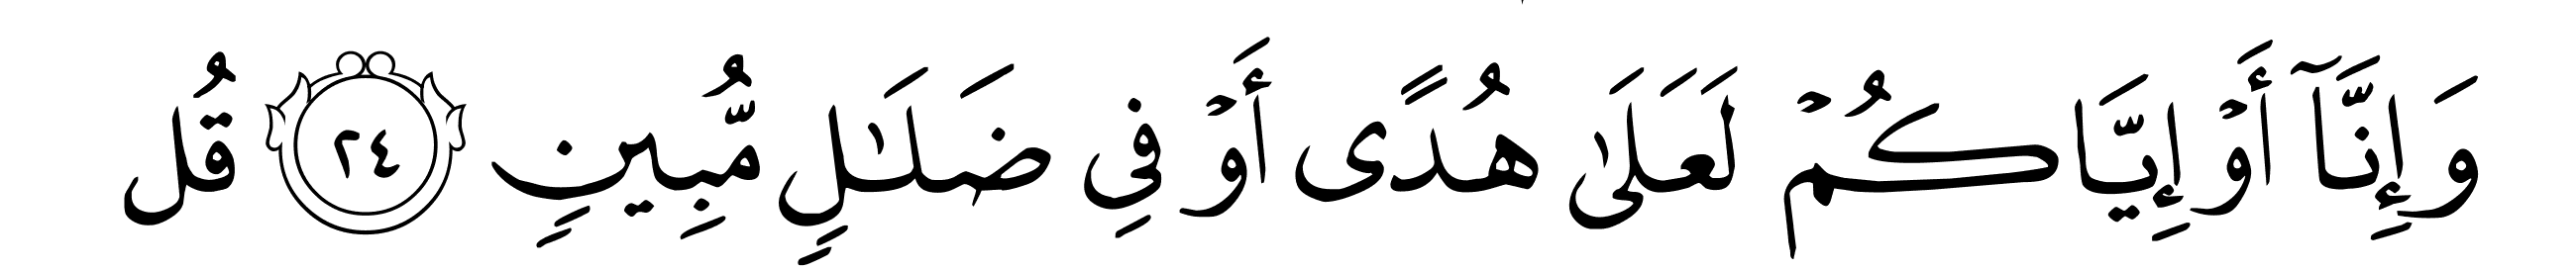 وَإِنَّآ أَوۡ إِيَّاكُمۡ لَعَلَىٰ هُدًى أَوۡ فِي ضَلَٰلٖ مُّبِينٖ ٢٤ قُل